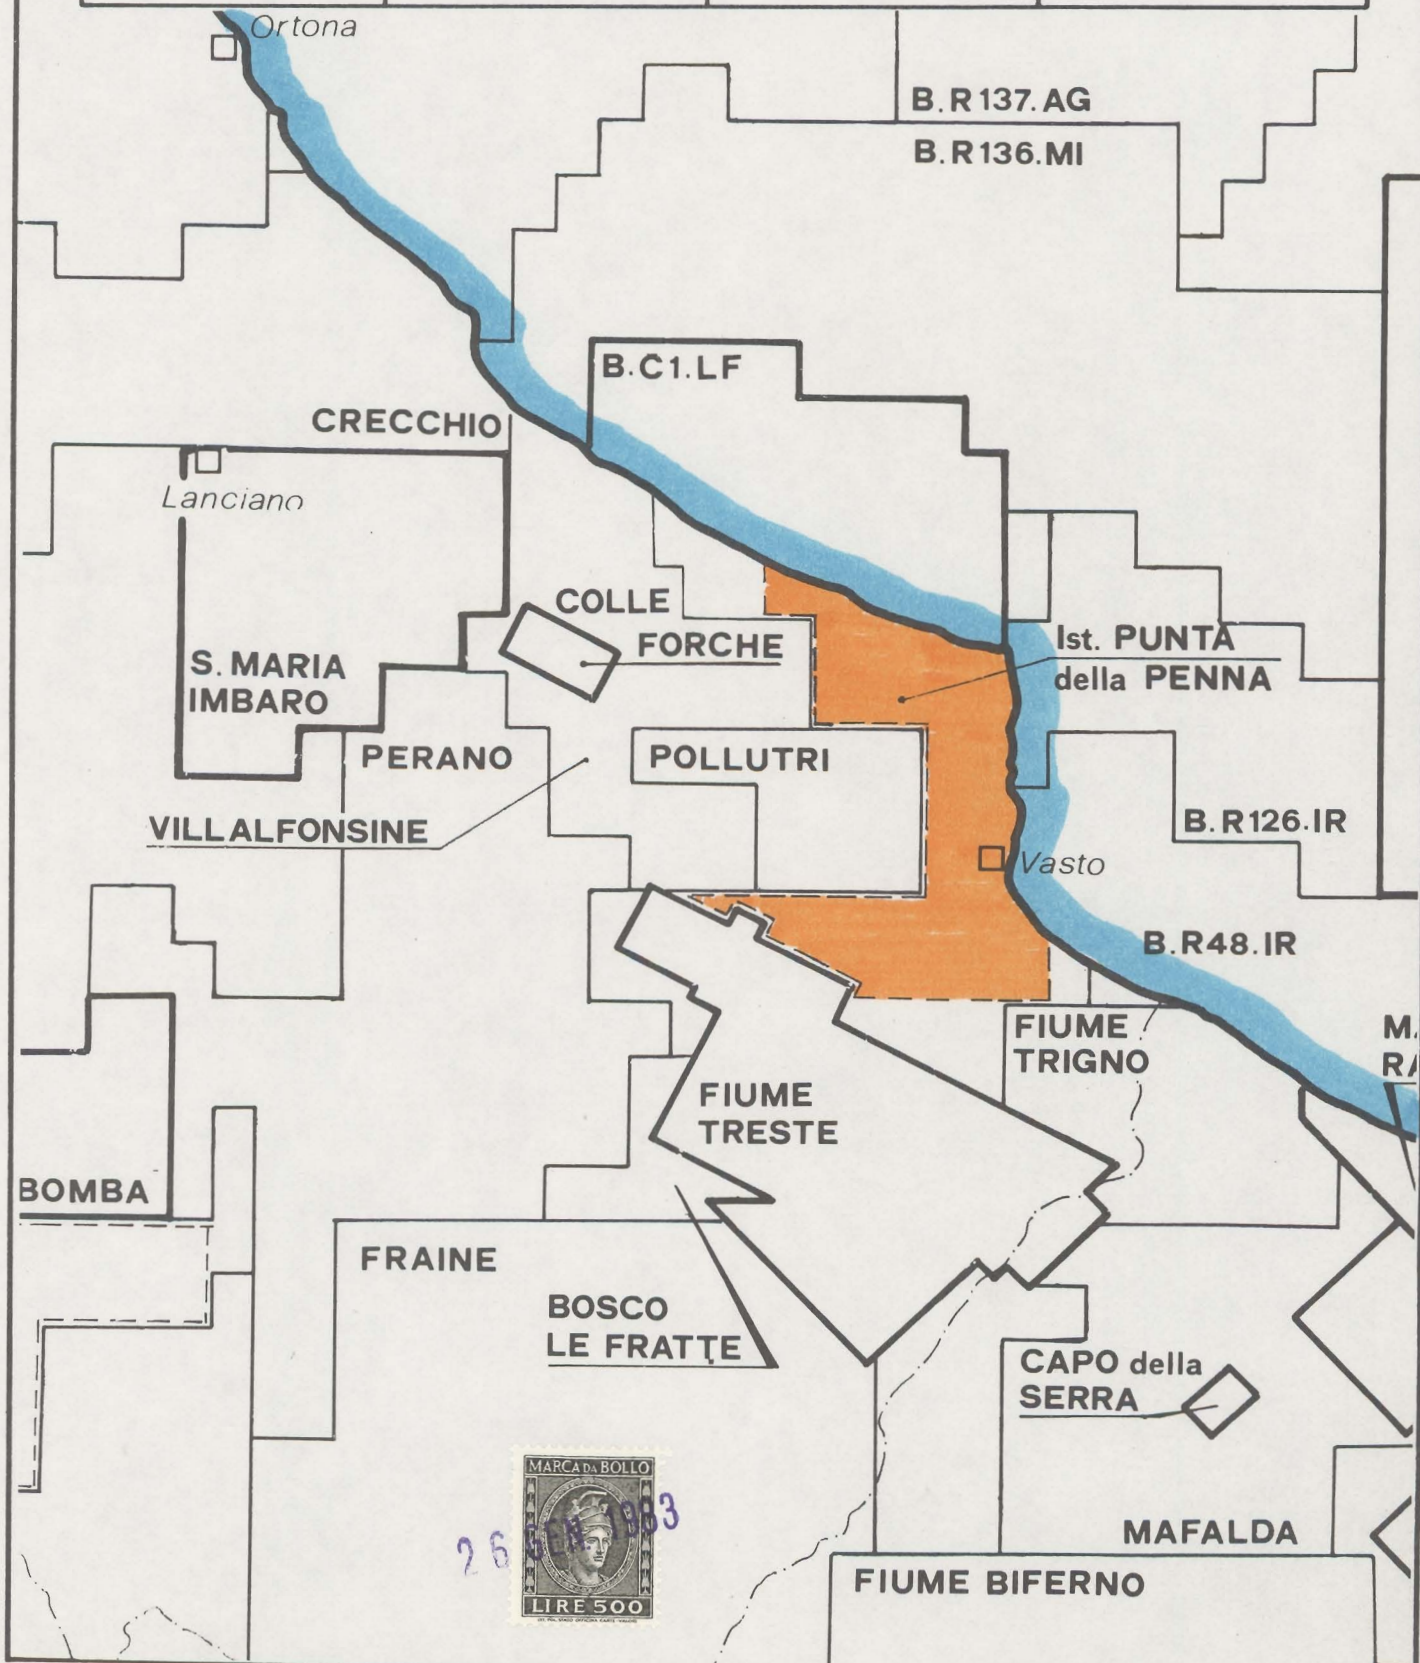 Ortona
B.R137.AG
B.R136.MI
B.C1.LF
CRECCHIO
Lanciano
COLLE
FORCHE
Ist. PUNTA
della PENNA
S. MARIA
IMBARO
PERANO
POLLUTRI
VILLALFONSINE
B.R126.IR
Vasto
B.R48.IR
FIUME
TRIGNO
M.
FIUME
TRESTE
BOMBA
FRAINE
BOSCO
LE FRATTE
CAPO della
SERRA
MARCA DA BOLLO
26 GEN. 1983
LIRE 500
MAFALDA
FIUME BIFERNO